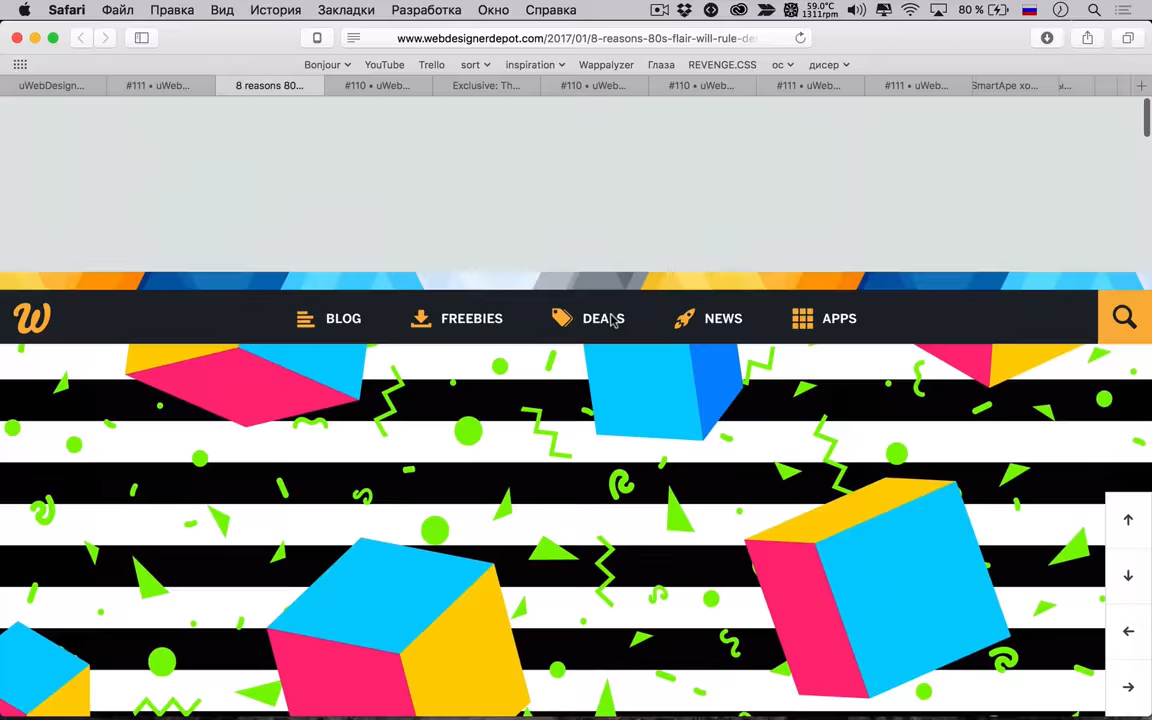 Safari Файл Правка Вид История Закладки Разработка Окно Справка 59.0°C 1311rpm 80 %
www.webdesignerdepot.com/2017/01/8-reasons-80s-flair-will-rule-de
Bonjour YouTube Trello sort inspiration Wappalyzer Глаза REVENGE.CSS ос дисер
uWebDesign... #111 • uWeb... 8 reasons 80... #110 • uWeb... Exclusive: Th... #110 • uWeb... #110 • uWeb... #111 • uWeb... #111 • uWeb... SmartApe хо...
W BLOG FREEBIES DEALS NEWS APPS